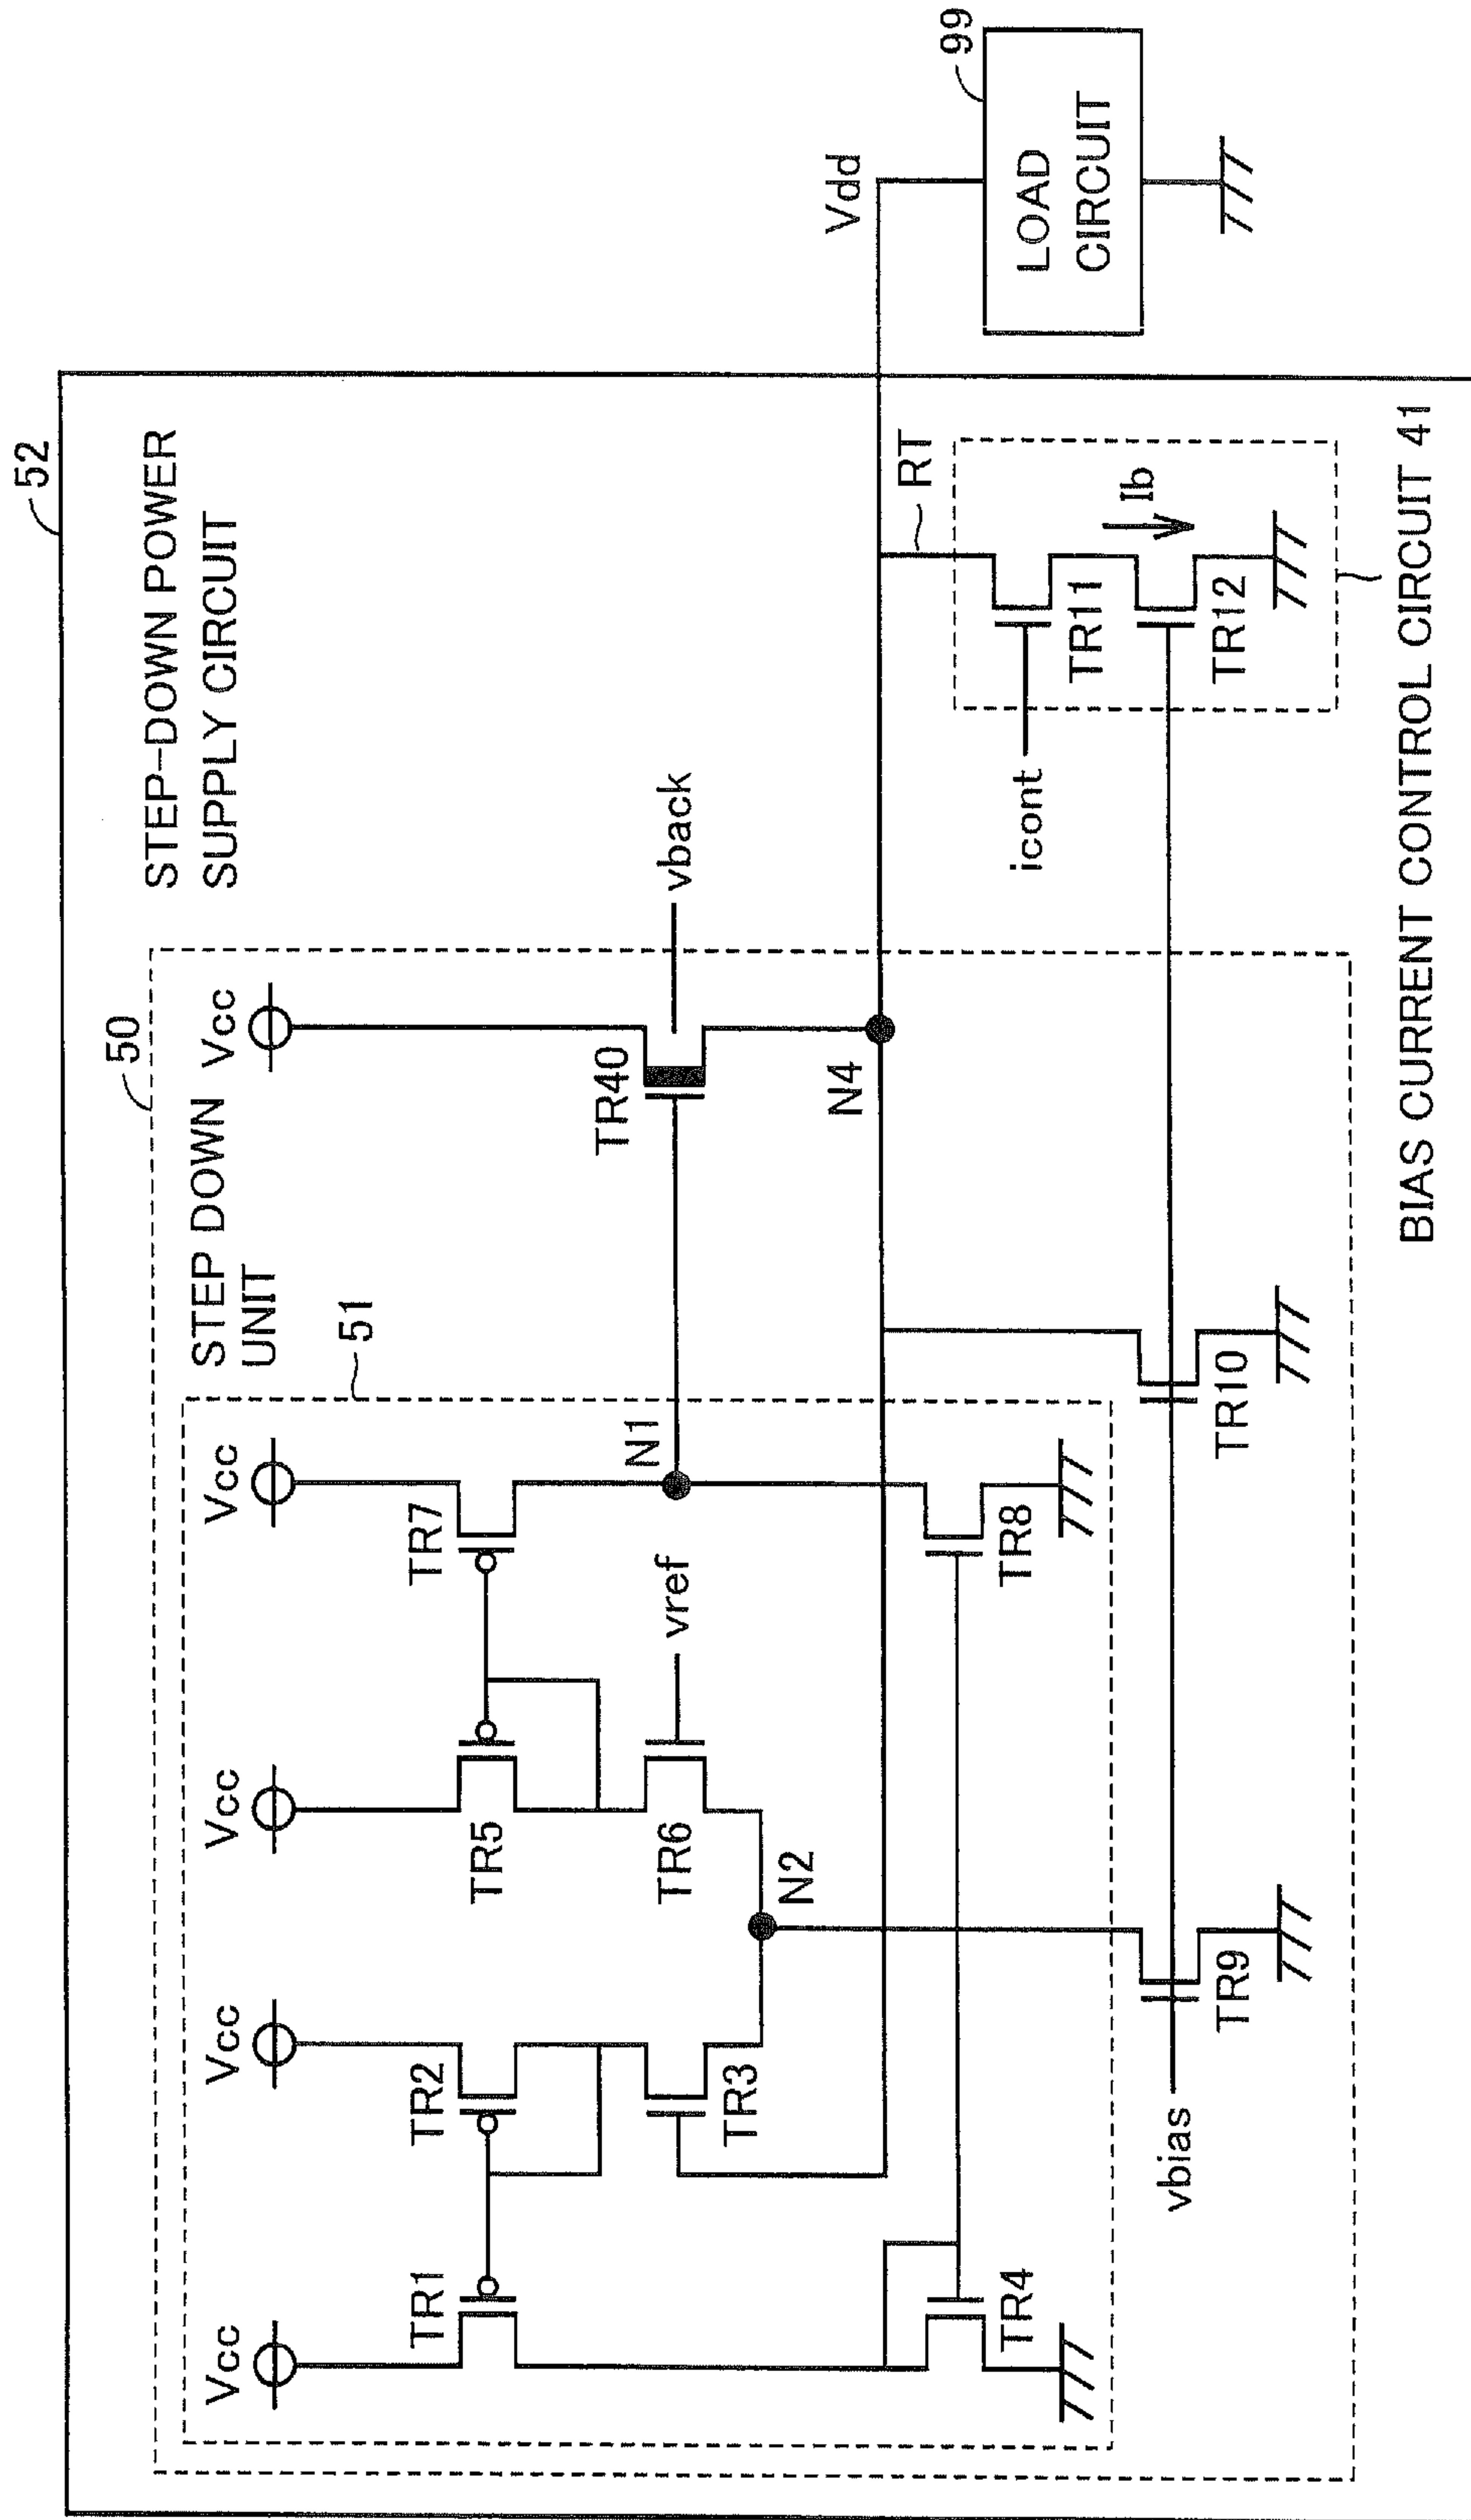 52
STEP-DOWN POWER
SUPPLY CIRCUIT
50
STEP DOWN
UNIT
51
Vcc
Vcc
Vcc
Vcc
Vcc
TR1
TR2
TR5
TR7
TR40
vback
TR3
TR6
vref
N1
N2
N4
Vdd
99
LOAD
CIRCUIT
TR4
TR8
RT
icont
TR11
Ib
vbias
TR9
TR10
TR12
BIAS CURRENT CONTROL CIRCUIT 41